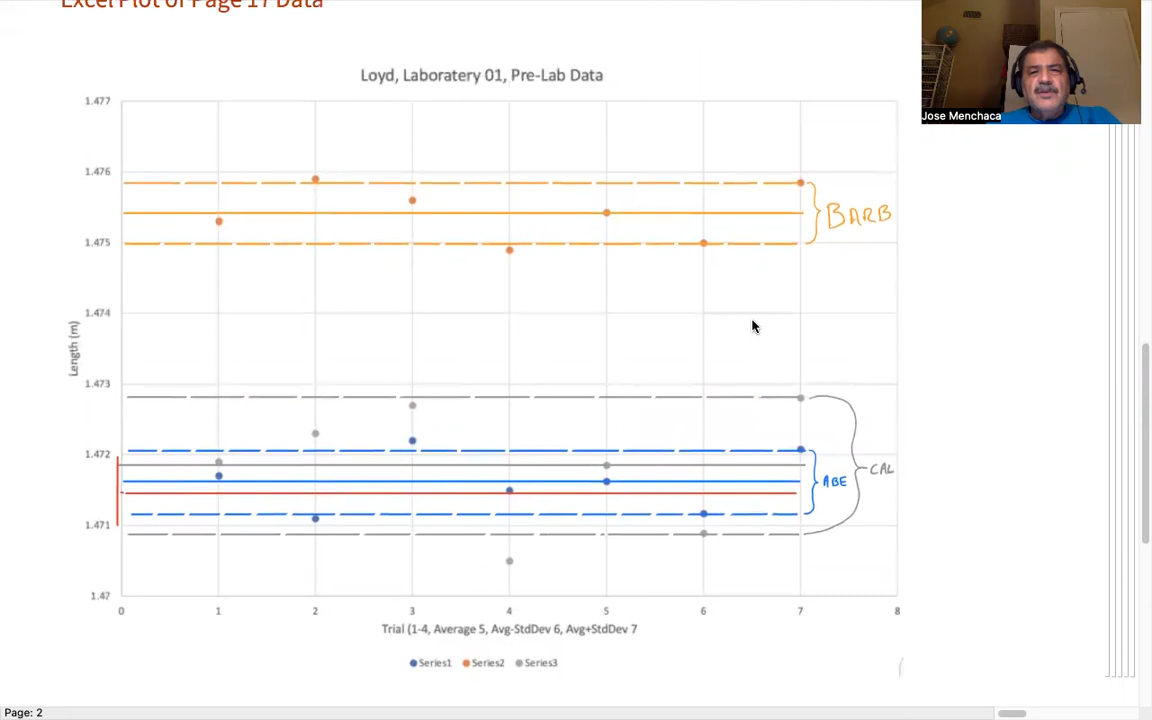 Excel Plot of Page 17 Data
Jose Menchaca
Loyd, Laboratery 01, Pre-Lab Data
1.477
1.476
1.475
1.474
1.473
1.472
1.471
1.47
Length (m)
BARB
CAL
ABE
0 1 2 3 4 5 6 7 8
Trial (1-4, Average 5, Avg-StdDev 6, Avg+StdDev 7
Series1 Series2 Series3
Page: 2